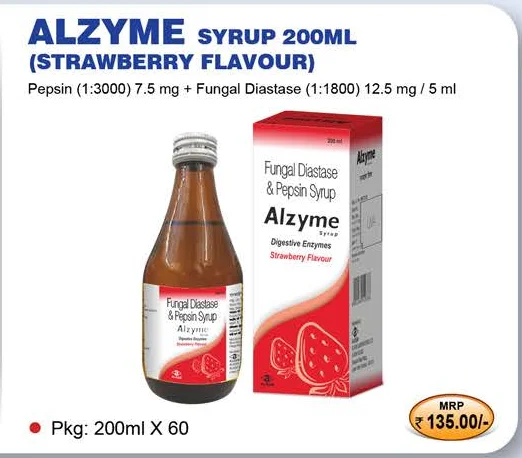 ALZYME SYRUP 200ML
(STRAWBERRY FLAVOUR)
Pepsin (1:3000) 7.5 mg + Fungal Diastase (1:1800) 12.5 mg / 5 ml
200 ml
Fungal Diastase
& Pepsin Syrup
Alzyme
Syrup
Digestive Enzymes
Strawberry Flavour
Alzyme
Fungal Diastase
& Pepsin Syrup
Alzyme
Digestive Enzymes
Strawberry Flavour
Pkg: 200ml X 60
MRP
₹ 135.00/-